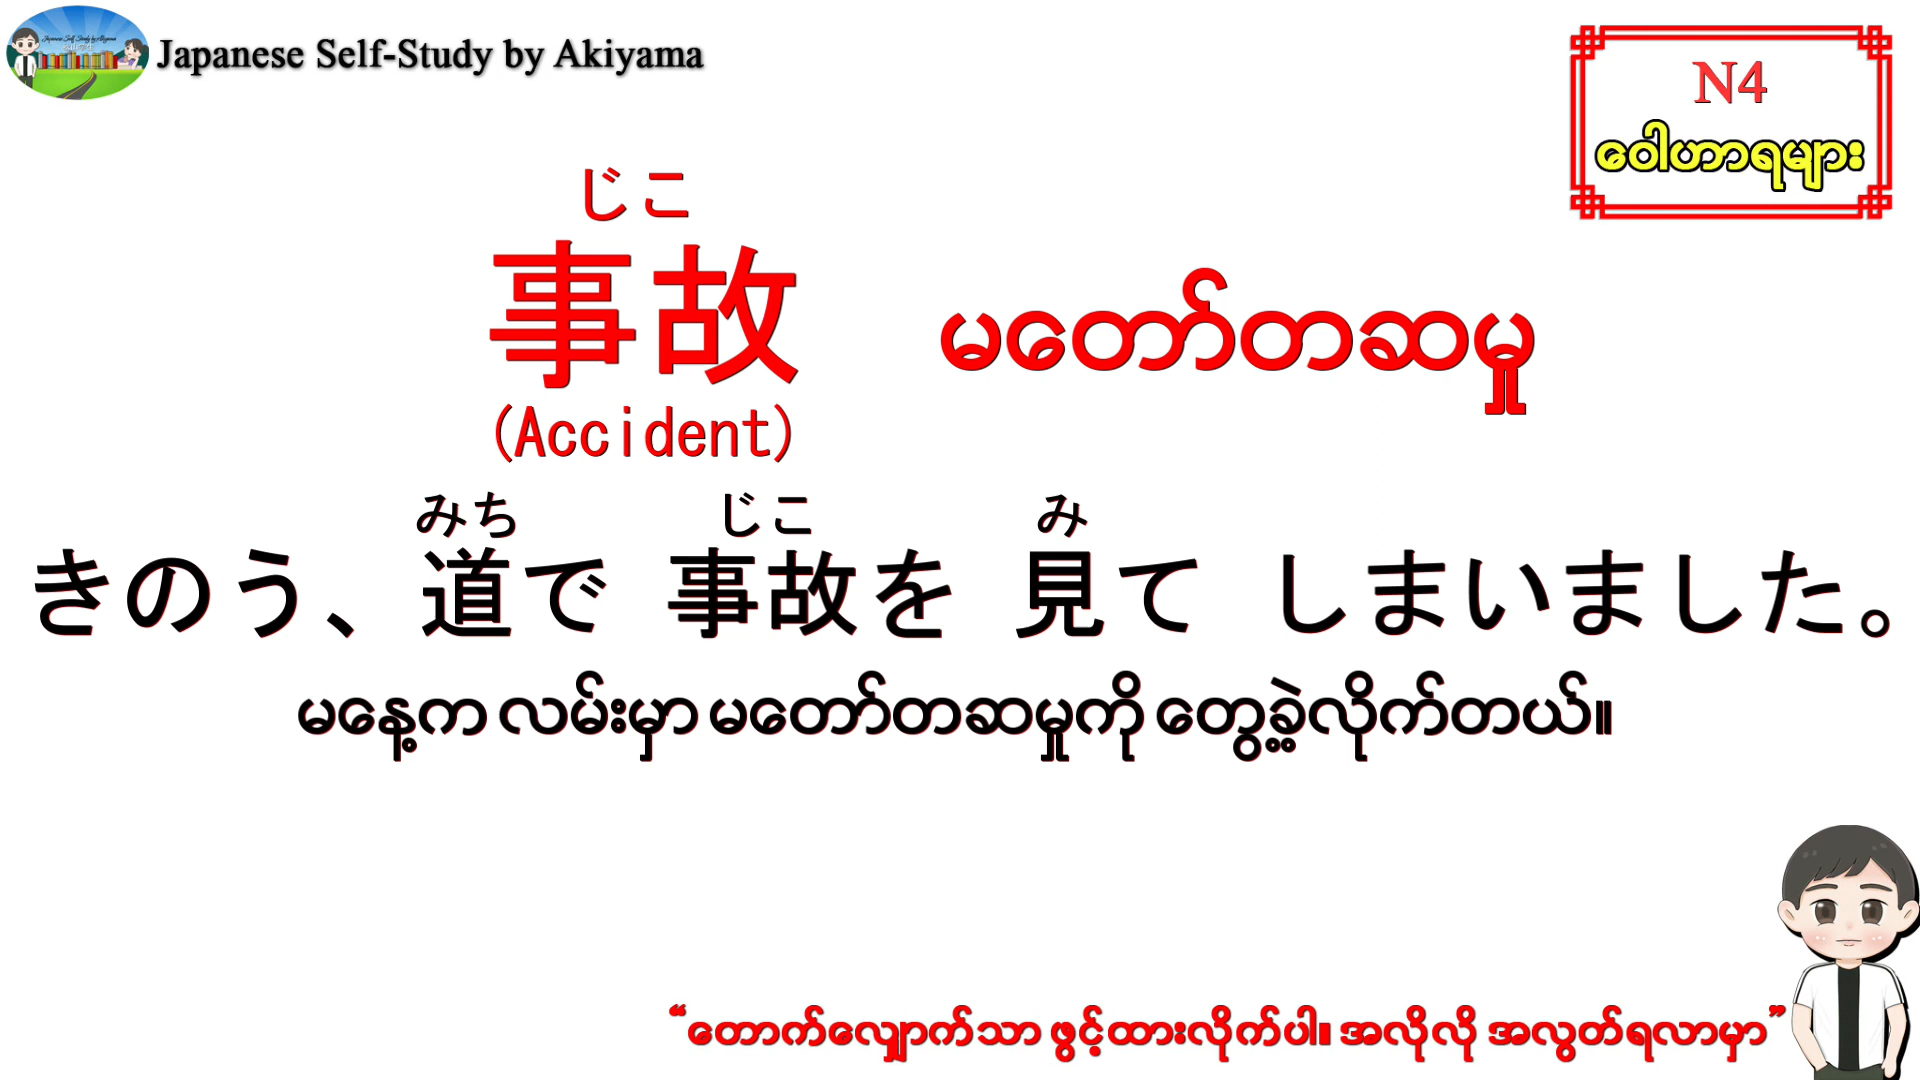 Japanese Self-Study by Akiyama
N4
ဝေါဟာရများ
じこ
事故
မတော်တဆမှု
(Accident)
みち じこ み
きのう、道で 事故を 見て しまいました。
မနေ့က လမ်းမှာ မတော်တဆမှုကို တွေ့ခဲ့လိုက်တယ်။
“တောက်လျှောက်သာ ဖွင့်ထားလိုက်ပါ။ အလိုလို အလွတ်ရလာမှာ”